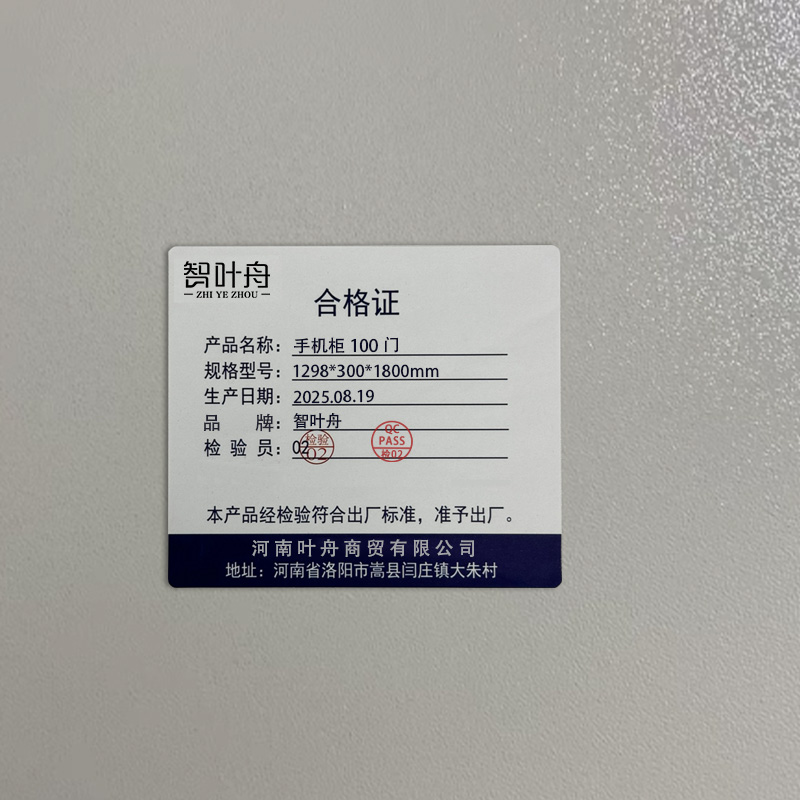 智叶舟
ZHI YE ZHOU
合格证
产品名称：手机柜 100 门
规格型号：1298*300*1800mm
生产日期：2025.08.19
品 牌：智叶舟
检 验 员：02
检验
02
QC
PASS
检02
本产品经检验符合出厂标准，准予出厂。
河南叶舟商贸有限公司
地址：河南省洛阳市嵩县闫庄镇大朱村